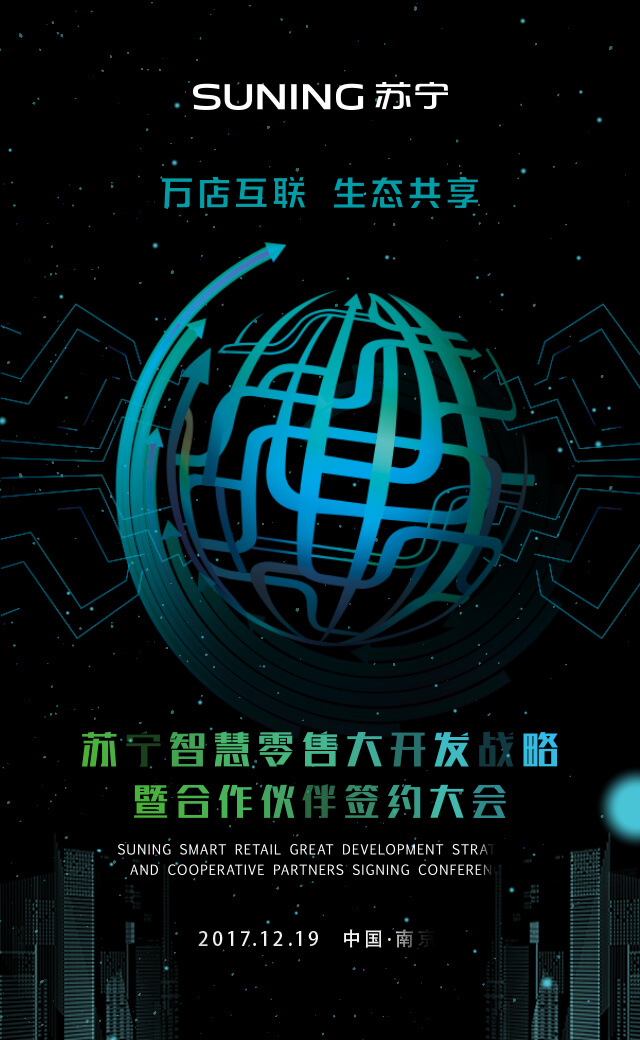 SUNING 苏宁
万店互联 生态共享
苏宁智慧零售大开发战略
暨合作伙伴签约大会
SUNING SMART RETAIL GREAT DEVELOPMENT STRAT
AND COOPERATIVE PARTNERS SIGNING CONFEREN
2017.12.19 中国·南京